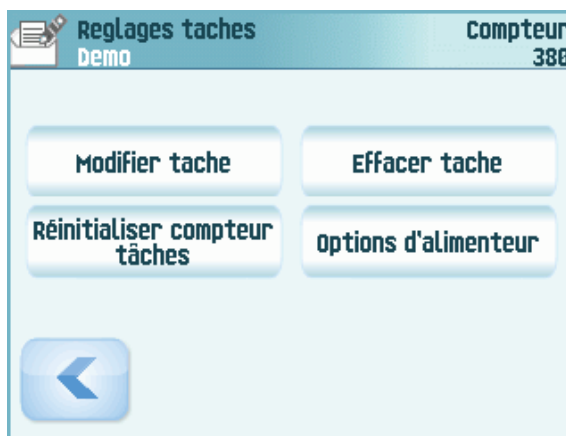 Reglages taches
Compteur
Demo
380
Modifier tache
Effacer tache
Réinitialiser compteur
tâches
Options d'alimenteur